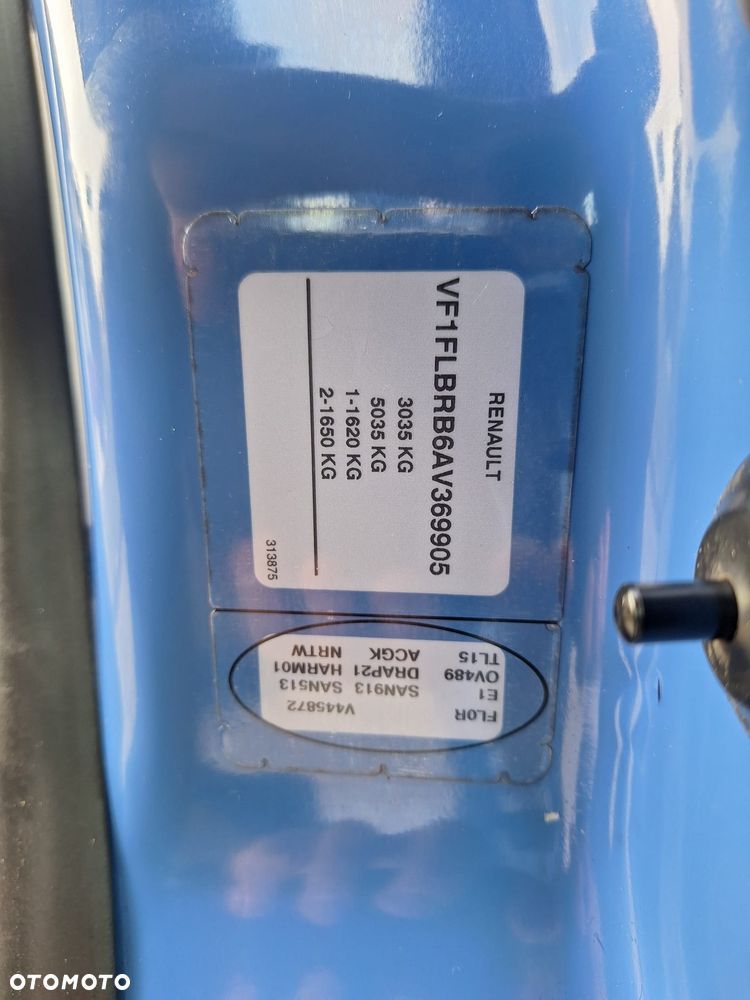 RENAULT
VF1FLBRB6AV369905
3035 KG
5035 KG
1-1620 KG
2-1650 KG
313875
FL0R V445872
E1 SAN913 SAN513
OV489 DRAP21 HARM01
TL15 ACGK NRTW
OTOMOTO